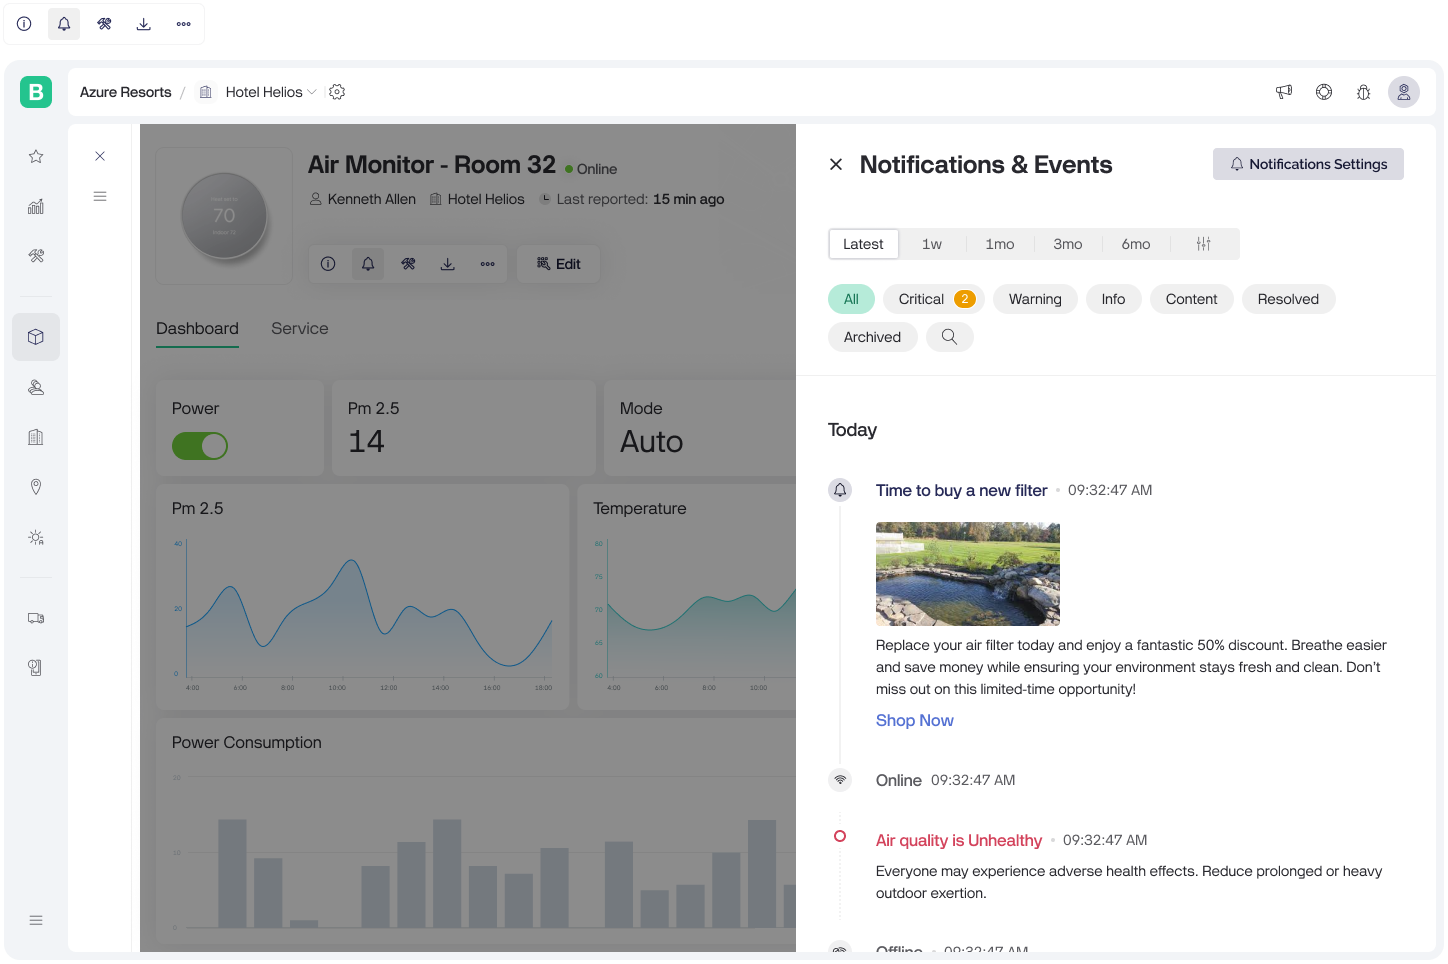 B
Azure Resorts / Hotel Helios
Air Monitor - Room 32
Online
Kenneth Allen
Hotel Helios
Last reported: 15 min ago
70
Edit
Dashboard
Service
Power
Pm 2.5
14
Mode
Auto
Pm 2.5
40
20
0
4:00 6:00 8:00 10:00 12:00 14:00 16:00 18:00
Temperature
60
75
70
65
60
4:00 6:00 8:00 10:00
Power Consumption
20
10
0
Notifications & Events
Notifications Settings
Latest 1w 1mo 3mo 6mo
All Critical 2 Warning Info Content Resolved
Archived
Today
Time to buy a new filter • 09:32:47 AM
Replace your air filter today and enjoy a fantastic 50% discount. Breathe easier
and save money while ensuring your environment stays fresh and clean. Don’t
miss out on this limited-time opportunity!
Shop Now
Online 09:32:47 AM
Air quality is Unhealthy • 09:32:47 AM
Everyone may experience adverse health effects. Reduce prolonged or heavy
outdoor exertion.
Offline • 09:32:47 AM